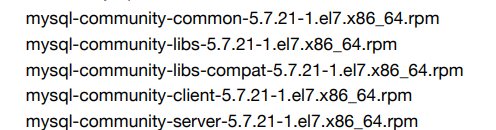 mysql-community-common-5.7.21-1.el7.x86_64.rpm
mysql-community-libs-5.7.21-1.el7.x86_64.rpm
mysql-community-libs-compat-5.7.21-1.el7.x86_64.rpm
mysql-community-client-5.7.21-1.el7.x86_64.rpm
mysql-community-server-5.7.21-1.el7.x86_64.rpm